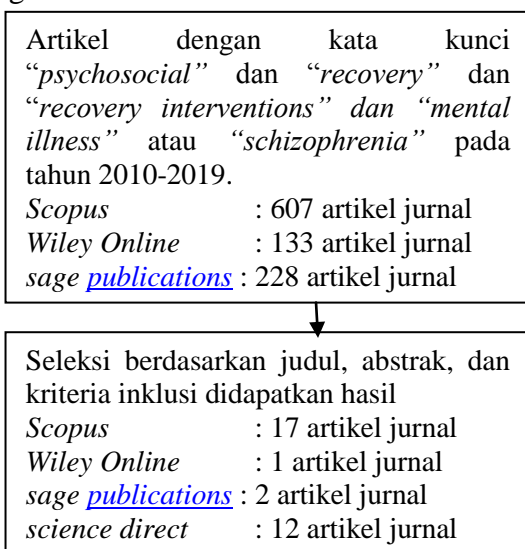 Artikel dengan kata kunci
“psychosocial” dan “recovery” dan
“recovery interventions” dan “mental
illness” atau “schizophrenia” pada
tahun 2010-2019.
Scopus : 607 artikel jurnal
Wiley Online : 133 artikel jurnal
sage publications : 228 artikel jurnal
Seleksi berdasarkan judul, abstrak, dan
kriteria inklusi didapatkan hasil
Scopus : 17 artikel jurnal
Wiley Online : 1 artikel jurnal
sage publications : 2 artikel jurnal
science direct : 12 artikel jurnal